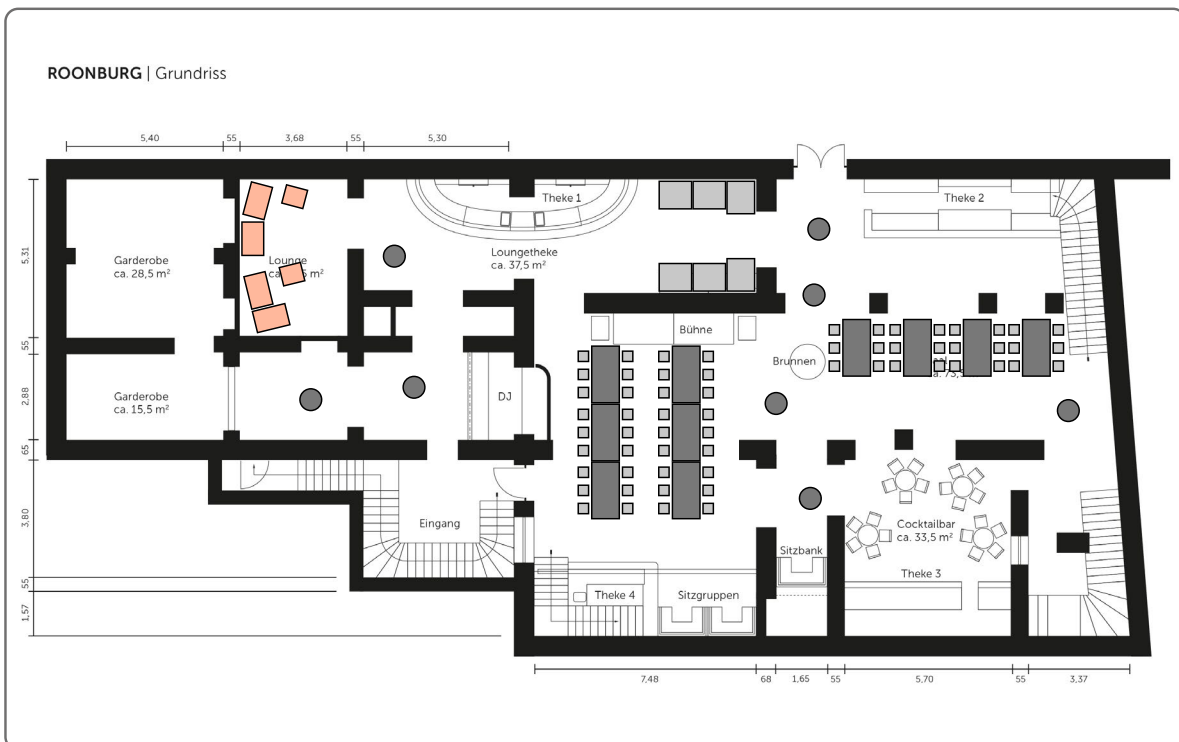 ROONBURG | Grundriss
5,40
55
3,68
55
5,30
Theke 1
Theke 2
5,31
Garderobe
ca. 28,5 m²
Lounge
Loungetheke
ca. 37,5 m²
Bühne
Brunnen
55
2,88
Garderobe
ca. 15,5 m²
DJ
65
3,80
Eingang
Cocktailbar
ca. 33,5 m²
Sitzbank
Theke 3
55
Theke 4
Sitzgruppen
1,57
7,48
68
1,65
55
5,70
55
3,37